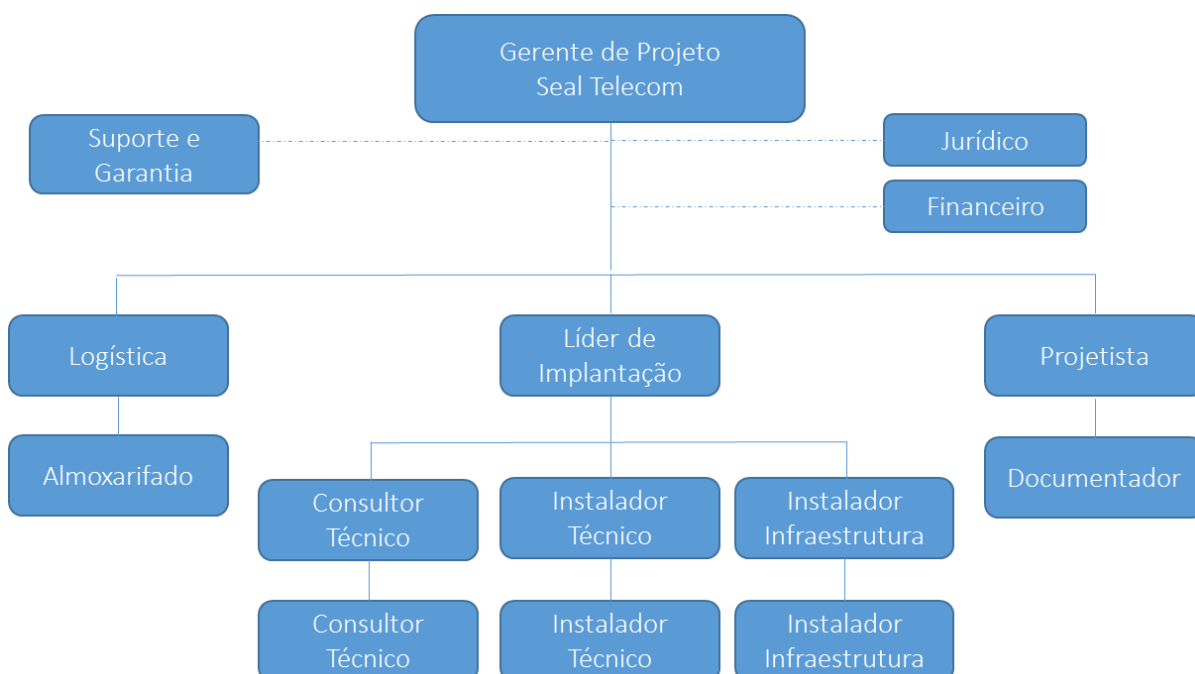 Gerente de Projeto
Seal Telecom
Suporte e
Garantia
Jurídico
Financeiro
Logística
Líder de
Implantação
Projetista
Almoxarifado
Documentador
Consultor
Técnico
Instalador
Técnico
Instalador
Infraestrutura
Consultor
Técnico
Instalador
Técnico
Instalador
Infraestrutura